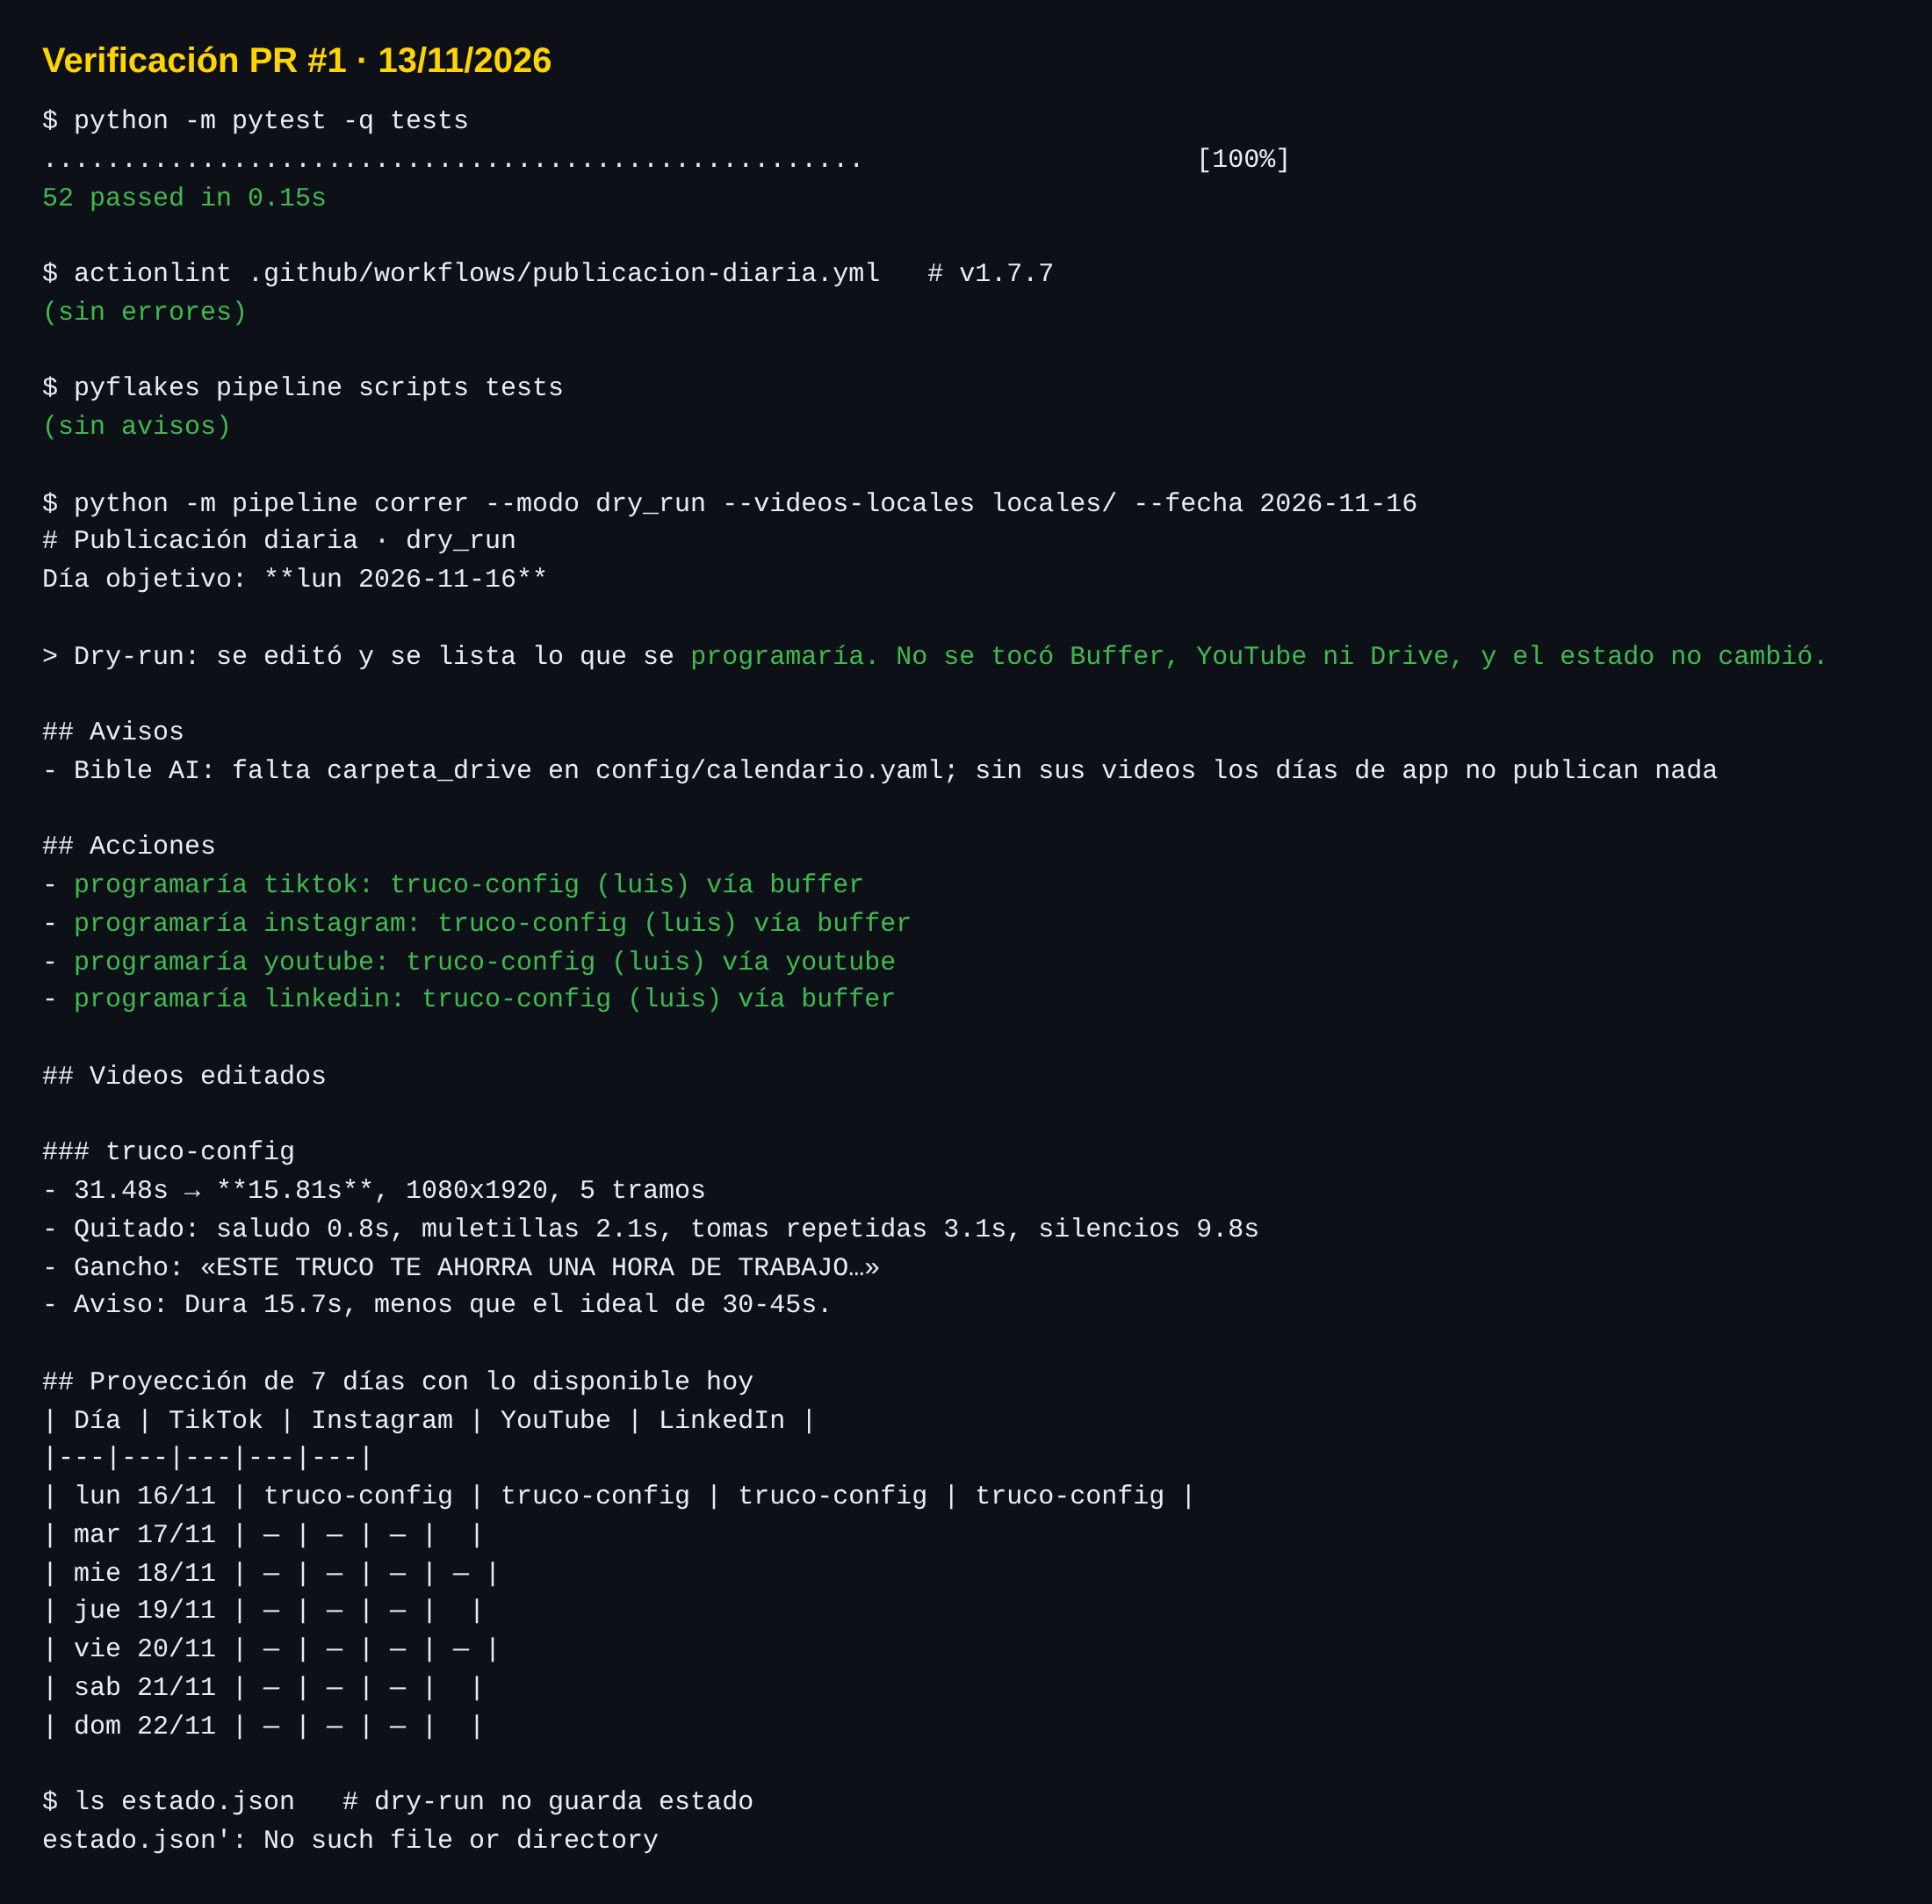 Verificación PR #1 · 13/11/2026
$ python -m pytest -q tests
.................................................... [100%]
52 passed in 0.15s
$ actionlint .github/workflows/publicacion-diaria.yml   # v1.7.7
(sin errores)
$ pyflakes pipeline scripts tests
(sin avisos)
$ python -m pipeline correr --modo dry_run --videos-locales locales/ --fecha 2026-11-16
# Publicación diaria · dry_run
Día objetivo: **lun 2026-11-16**
> Dry-run: se editó y se lista lo que se programaría. No se tocó Buffer, YouTube ni Drive, y el estado no cambió.
## Avisos
- Bible AI: falta carpeta_drive en config/calendario.yaml; sin sus videos los días de app no publican nada
## Acciones
- programaría tiktok: truco-config (luis) vía buffer
- programaría instagram: truco-config (luis) vía buffer
- programaría youtube: truco-config (luis) vía youtube
- programaría linkedin: truco-config (luis) vía buffer
## Videos editados
### truco-config
- 31.48s → **15.81s**, 1080x1920, 5 tramos
- Quitado: saludo 0.8s, muletillas 2.1s, tomas repetidas 3.1s, silencios 9.8s
- Gancho: «ESTE TRUCO TE AHORRA UNA HORA DE TRABAJO…»
- Aviso: Dura 15.7s, menos que el ideal de 30-45s.
## Proyección de 7 días con lo disponible hoy
| Día | TikTok | Instagram | YouTube | LinkedIn |
|---|---|---|---|---|
| lun 16/11 | truco-config | truco-config | truco-config | truco-config |
| mar 17/11 | — | — | — |  |
| mie 18/11 | — | — | — | — |
| jue 19/11 | — | — | — |  |
| vie 20/11 | — | — | — | — |
| sab 21/11 | — | — | — |  |
| dom 22/11 | — | — | — |  |
$ ls estado.json   # dry-run no guarda estado
estado.json': No such file or directory